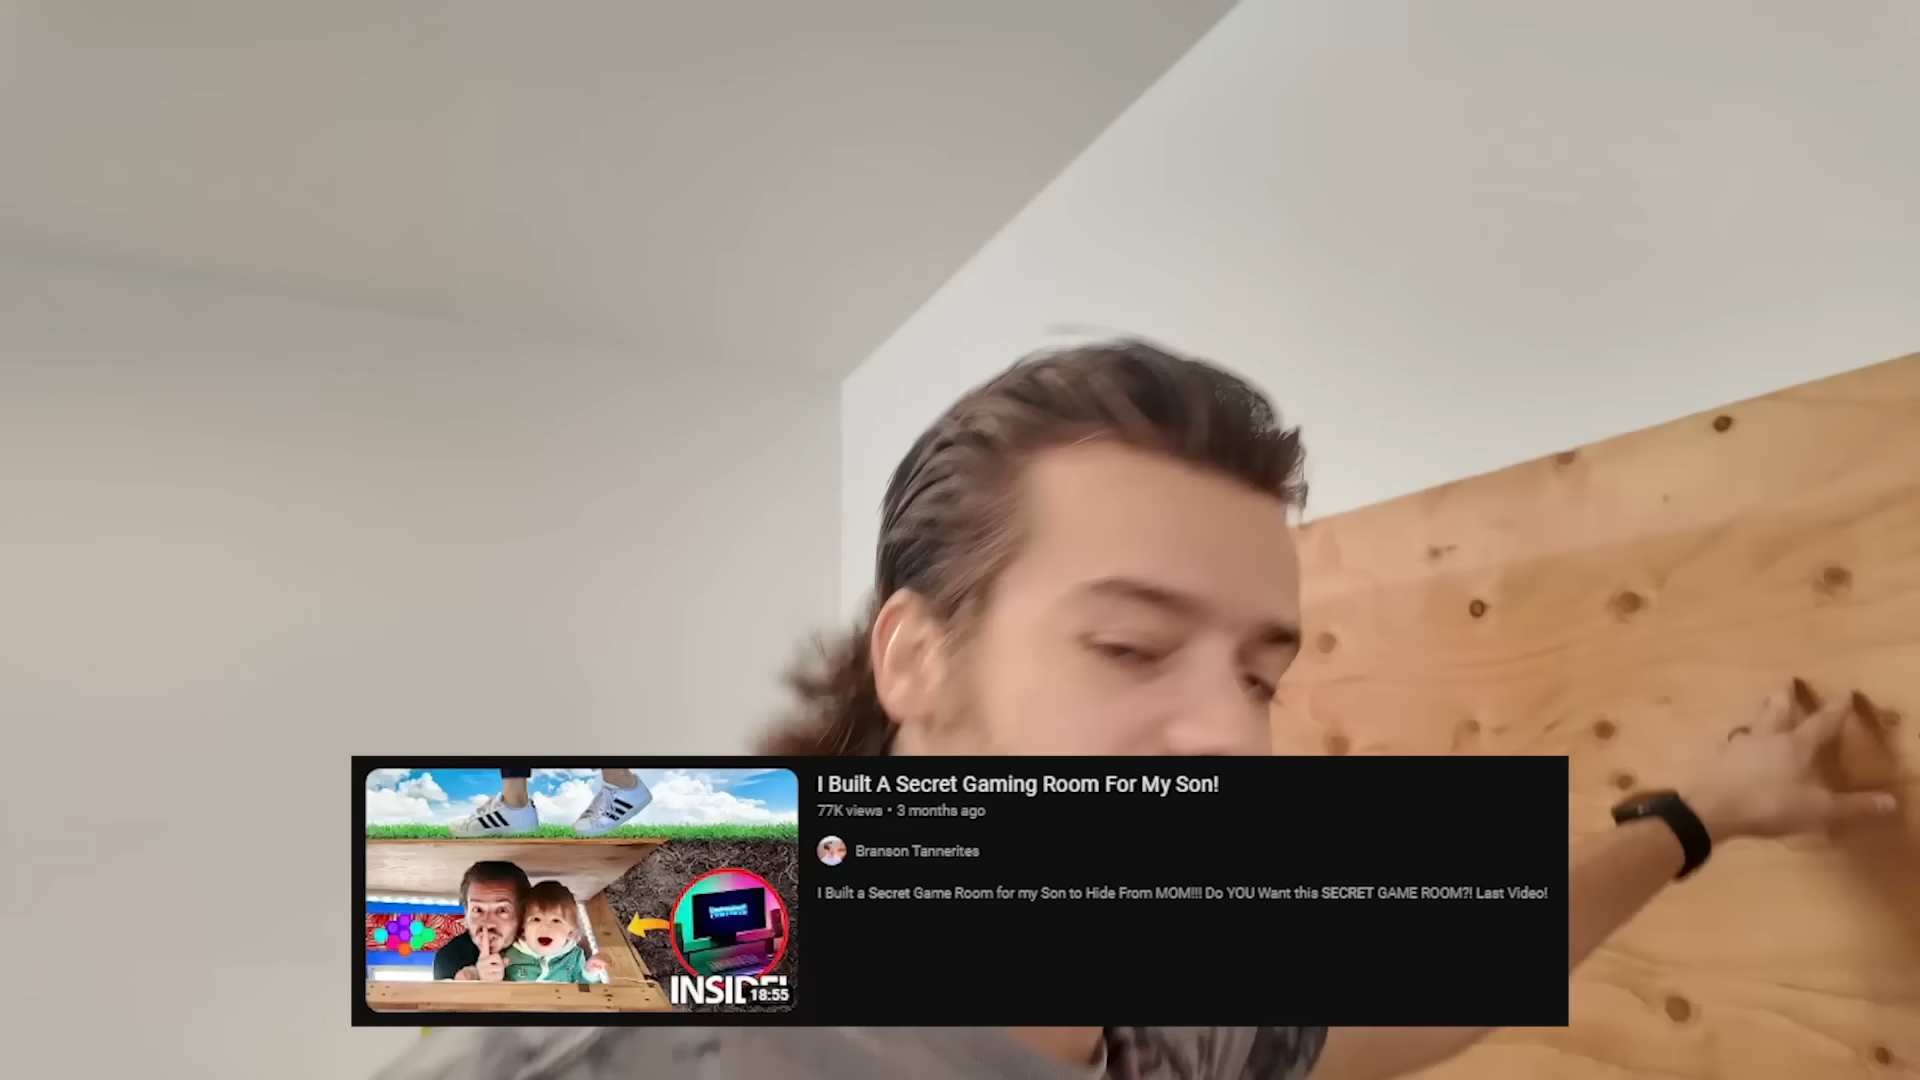 I Built A Secret Gaming Room For My Son!
77K views • 3 months ago
Branson Tannerites
I Built a Secret Game Room for my Son to Hide From MOM!!! Do YOU Want this SECRET GAME ROOM?! Last Video!
18:55